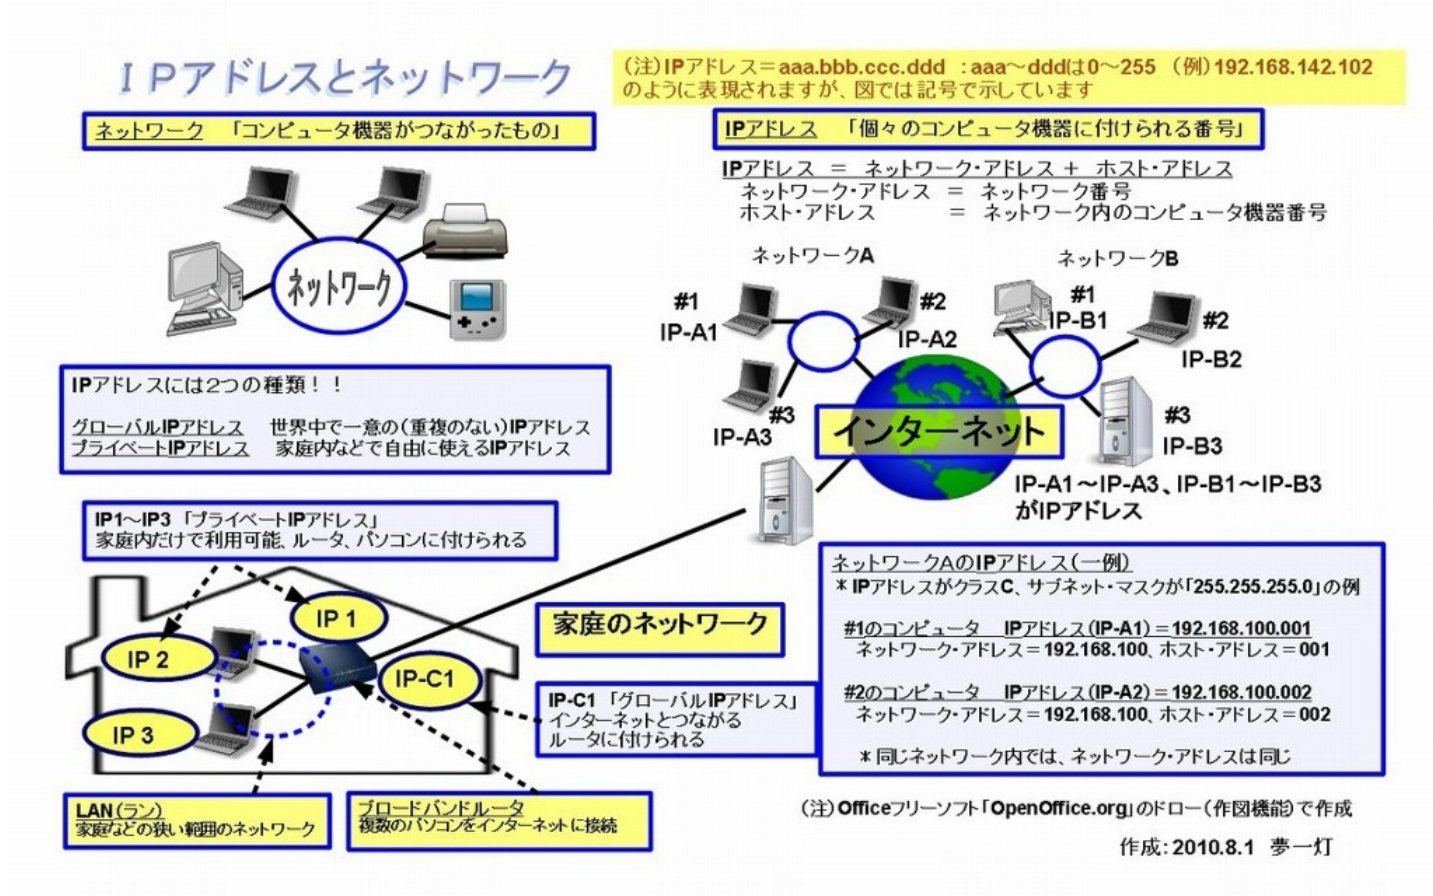 ＩＰアドレスとネットワーク
(注)IPアドレス＝aaa.bbb.ccc.ddd ：aaa～dddは0～255 (例)192.168.142.102
のように表現されますが、図では記号で示しています
ネットワーク 「コンピュータ機器がつながったもの」
ネットワーク
IPアドレス 「個々のコンピュータ機器に付けられる番号」
IPアドレス ＝ ネットワーク・アドレス＋ ホスト・アドレス
ネットワーク・アドレス ＝ ネットワーク番号
ホスト・アドレス ＝ ネットワーク内のコンピュータ機器番号
ネットワークA
#1
IP-A1
#2
IP-A2
#3
IP-A3
ネットワークB
#1
IP-B1
#2
IP-B2
#3
IP-B3
インターネット
IP-A1～IP-A3、IP-B1～IP-B3
がIPアドレス
IPアドレスには2つの種類！！
グローバルIPアドレス 世界中で一意の(重複のない)IPアドレス
プライベートIPアドレス 家庭内などで自由に使えるIPアドレス
IP1～IP3 「プライベートIPアドレス」
家庭内だけで利用可能、ルータ、パソコンに付けられる
IP 1
IP 2
IP 3
IP-C1
家庭のネットワーク
IP-C1 「グローバルIPアドレス」
インターネットとつながる
ルータに付けられる
LAN(ラン)
家庭などの狭い範囲のネットワーク
ブロードバンドルータ
複数のパソコンをインターネットに接続
ネットワークAのIPアドレス(一例)
＊IPアドレスがクラスC、サブネット・マスクが「255.255.255.0」の例
#1のコンピュータ IPアドレス(IP-A1)＝192.168.100.001
ネットワーク・アドレス＝192.168.100、ホスト・アドレス＝001
#2のコンピュータ IPアドレス(IP-A2)＝192.168.100.002
ネットワーク・アドレス＝192.168.100、ホスト・アドレス＝002
＊同じネットワーク内では、ネットワーク・アドレスは同じ
(注)Officeフリーソフト「OpenOffice.org」のドロー(作図機能)で作成
作成：2010.8.1 夢一灯